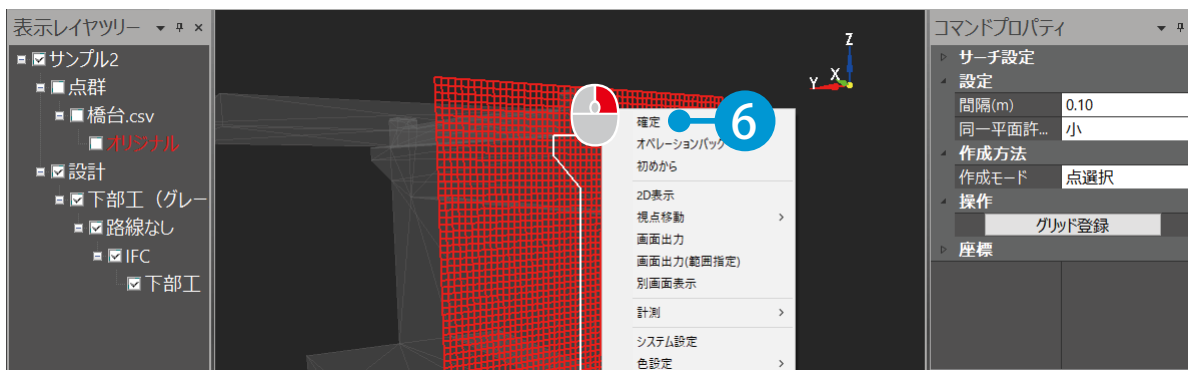 表示レイヤツリー
サンプル2
点群
橋台.csv
オリジナル
設計
下部工（グレー
路線なし
IFC
下部工
Z
Y
X
確定
オペレーションバック
初めから
2D表示
視点移動
画面出力
画面出力(範囲指定)
別画面表示
計測
システム設定
色設定
6
コマンドプロパティ
サーチ設定
設定
間隔(m) 0.10
同一平面許... 小
作成方法
作成モード 点選択
操作
グリッド登録
座標